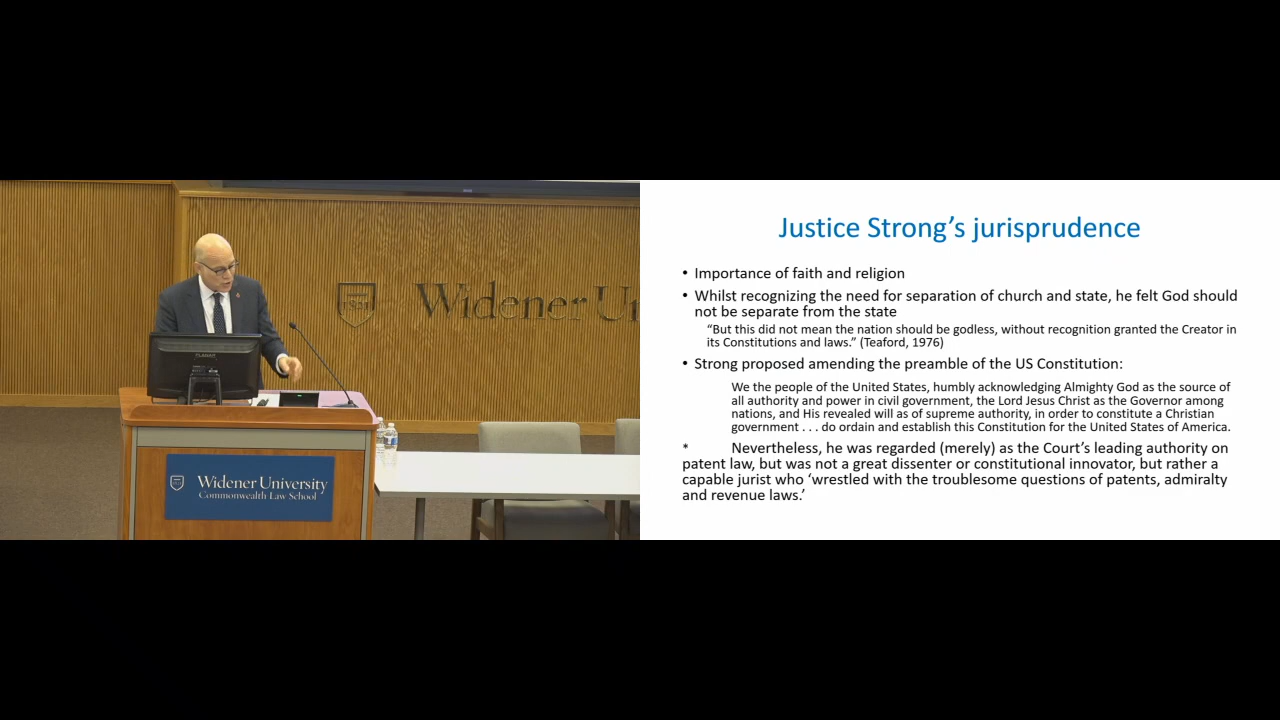 Widener Un
Widener University
Commonwealth Law School
Justice Strong’s jurisprudence
• Importance of faith and religion
• Whilst recognizing the need for separation of church and state, he felt God should
not be separate from the state
“But this did not mean the nation should be godless, without recognition granted the Creator in
its Constitutions and laws.” (Teaford, 1976)
• Strong proposed amending the preamble of the US Constitution:
We the people of the United States, humbly acknowledging Almighty God as the source of
all authority and power in civil government, the Lord Jesus Christ as the Governor among
nations, and His revealed will as of supreme authority, in order to constitute a Christian
government . . . do ordain and establish this Constitution for the United States of America.
* Nevertheless, he was regarded (merely) as the Court’s leading authority on
patent law, but was not a great dissenter or constitutional innovator, but rather a
capable jurist who ‘wrestled with the troublesome questions of patents, admiralty
and revenue laws.’